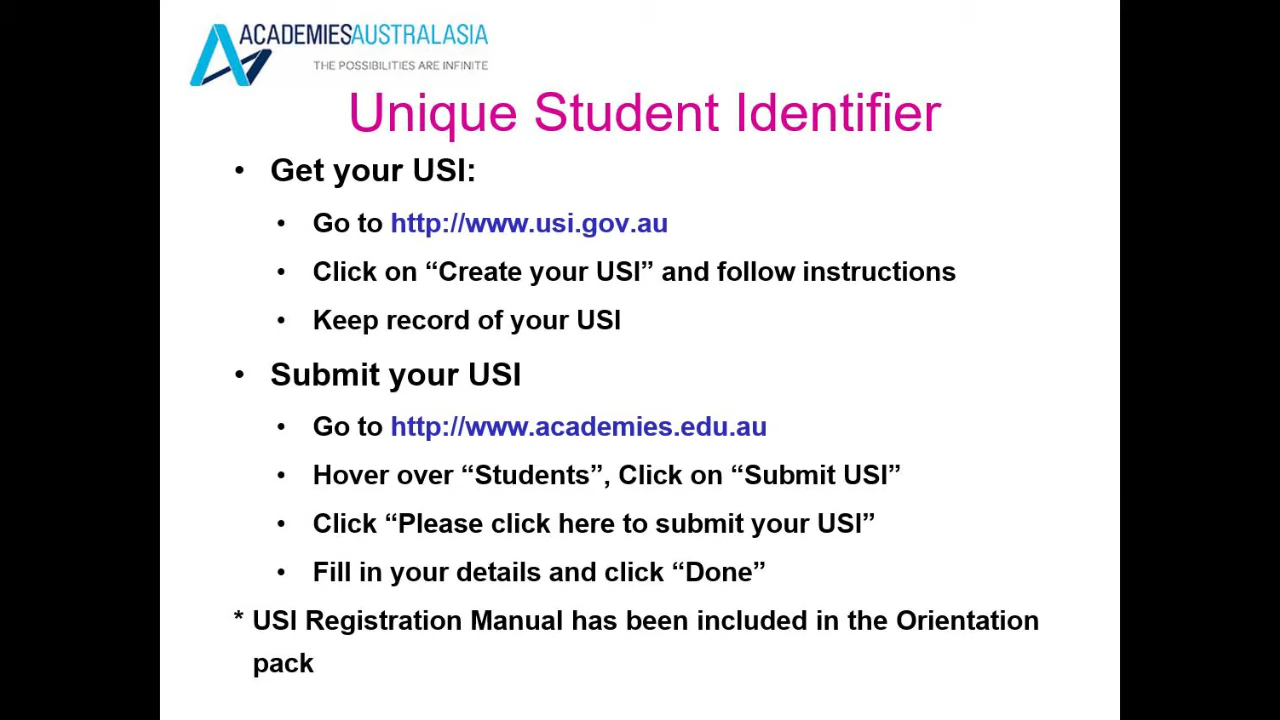 ACADEMIESAUSTRALASIA
THE POSSIBILITIES ARE INFINITE
Unique Student Identifier
• Get your USI:
• Go to http://www.usi.gov.au
• Click on “Create your USI” and follow instructions
• Keep record of your USI
• Submit your USI
• Go to http://www.academies.edu.au
• Hover over “Students”, Click on “Submit USI”
• Click “Please click here to submit your USI”
• Fill in your details and click “Done”
* USI Registration Manual has been included in the Orientation
pack